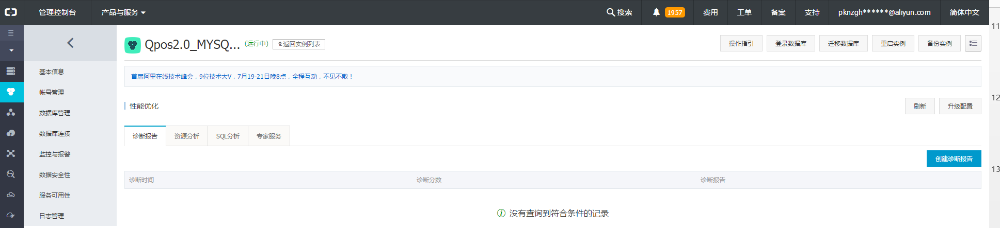 管理控制台 产品与服务 搜索 1957 费用 工单 备案 支持 pknzgh******@aliyun.com 简体中文
11
Qpos2.0_MYSQ... (运行中) 返回实例列表 操作指引 登录数据库 迁移数据库 重启实例 备份实例
基本信息
首届阿里在线技术峰会，9位技术大V，7月19-21日晚8点，全程互动，不见不散！
帐号管理
12
性能优化 刷新 升级配置
数据库管理
数据库连接
诊断报告 资源分析 SQL分析 专家服务
监控与报警
创建诊断报告
13
数据安全性
诊断时间 诊断分数 诊断报告
服务可用性
没有查询到符合条件的记录
日志管理